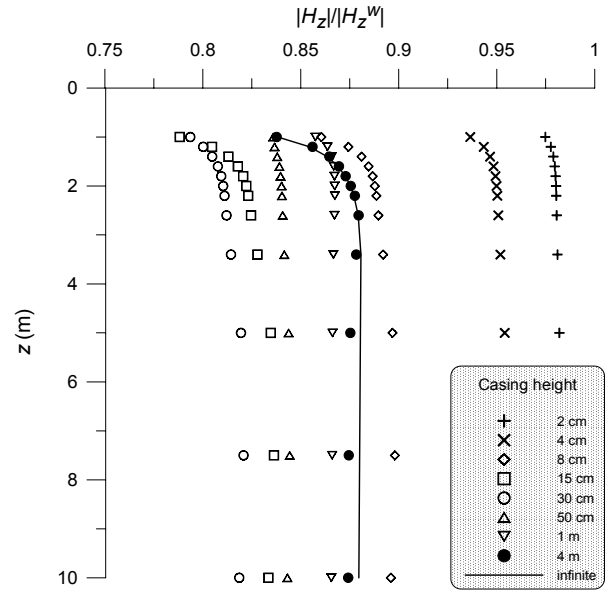 |Hz|/|Hz^w|
0.75 0.8 0.85 0.9 0.95 1
0
2
4
6
8
10
z (m)
Casing height
2 cm
4 cm
8 cm
15 cm
30 cm
50 cm
1 m
4 m
infinite